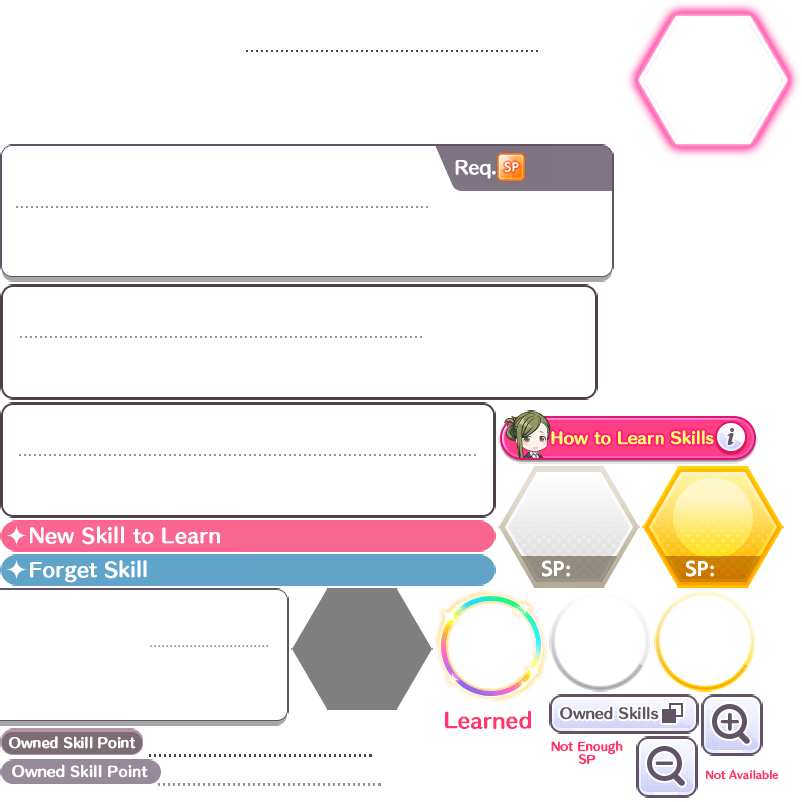 Req. SP
How to Learn Skills i
New Skill to Learn
Forget Skill
SP:
SP:
Learned
Owned Skills
Owned Skill Point
Not Enough
SP
Owned Skill Point
Not Available